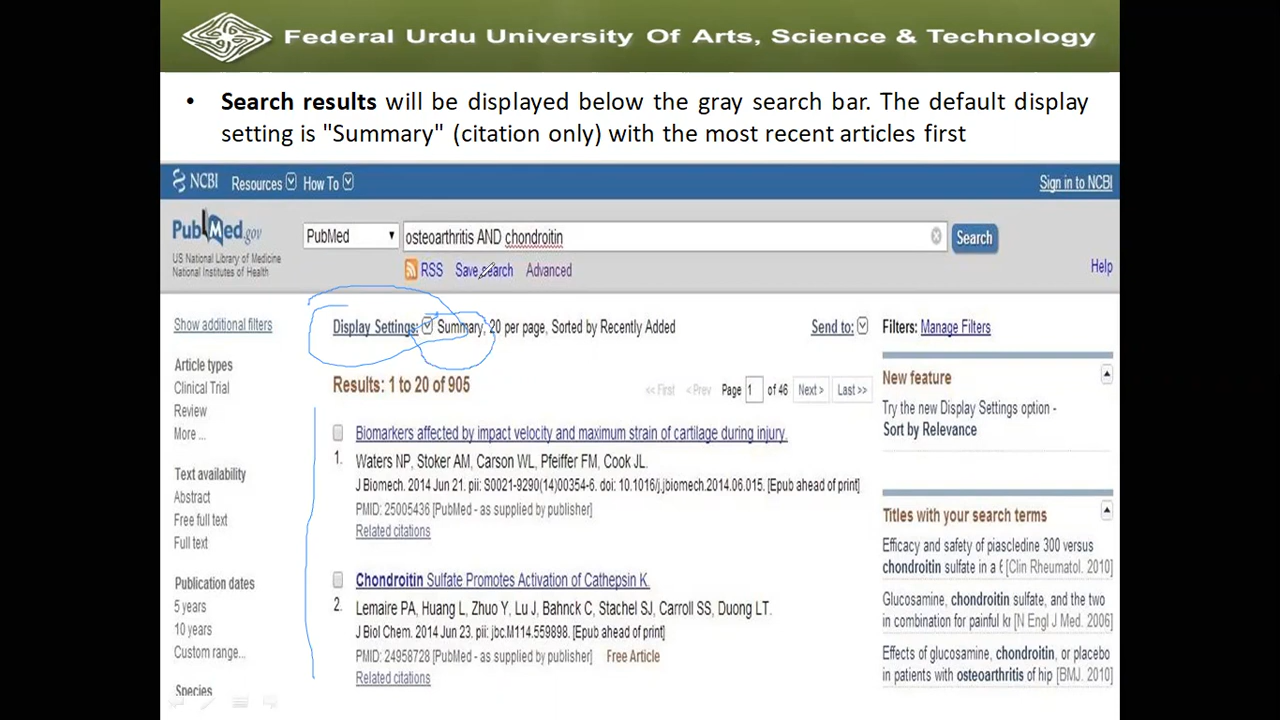 Federal Urdu University Of Arts, Science & Technology
• Search results will be displayed below the gray search bar. The default display
setting is "Summary" (citation only) with the most recent articles first
NCBI Resources How To Sign in to NCBI
PubMed.gov
US National Library of Medicine
National Institutes of Health
PubMed osteoarthritis AND chondroitin Search
RSS Save search Advanced
Help
Show additional filters
Article types
Clinical Trial
Review
More ...
Text availability
Abstract
Free full text
Full text
Publication dates
5 years
10 years
Custom range...
Species
Display Settings: Summary, 20 per page, Sorted by Recently Added Send to:
Results: 1 to 20 of 905
<< First < Prev Page 1 of 46 Next > Last >>
Biomarkers affected by impact velocity and maximum strain of cartilage during injury.
1. Waters NP, Stoker AM, Carson WL, Pfeiffer FM, Cook JL.
J Biomech. 2014 Jun 21. pii: S0021-9290(14)00354-6. doi: 10.1016/j.jbiomech.2014.06.015. [Epub ahead of print]
PMID: 25005436 [PubMed - as supplied by publisher]
Related citations
Chondroitin Sulfate Promotes Activation of Cathepsin K.
2. Lemaire PA, Huang L, Zhuo Y, Lu J, Bahnck C, Stachel SJ, Carroll SS, Duong LT.
J Biol Chem. 2014 Jun 23. pii: jbc.M114.559898. [Epub ahead of print]
PMID: 24958728 [PubMed - as supplied by publisher] Free Article
Related citations
Filters: Manage Filters
New feature
Try the new Display Settings option -
Sort by Relevance
Titles with your search terms
Efficacy and safety of piascledine 300 versus
chondroitin sulfate in a 6 [Clin Rheumatol. 2010]
Glucosamine, chondroitin sulfate, and the two
in combination for painful kr [N Engl J Med. 2006]
Effects of glucosamine, chondroitin, or placebo
in patients with osteoarthritis of hip [BMJ. 2010]